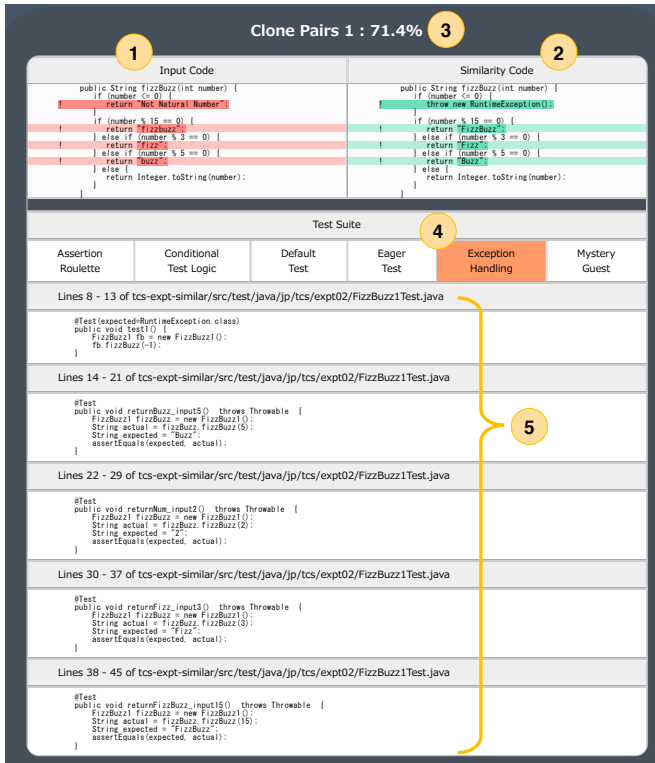 Clone Pairs 1 : 71.4%
3
1
2
Input Code
public String fizzBuzz(int number) {
if (number <= 0) {
! return "Not Natural Number";
}
if (number % 15 == 0) {
! return "fizzbuzz";
} else if (number % 3 == 0) {
! return "fizz";
} else if (number % 5 == 0) {
! return "buzz";
} else {
return Integer.toString(number);
}
}
Similarity Code
public String fizzBuzz(int number) {
if (number <= 0) {
! throw new RuntimeException();
}
if (number % 15 == 0) {
! return "FizzBuzz";
} else if (number % 3 == 0) {
! return "Fizz";
} else if (number % 5 == 0) {
! return "Buzz";
} else {
return Integer.toString(number);
}
}
Test Suite
4
Assertion
Roulette
Conditional
Test Logic
Default
Test
Eager
Test
Exception
Handling
Mystery
Guest
Lines 8 - 13 of tcs-expt-similar/src/test/java/jp/tcs/expt02/FizzBuzz1Test.java
@Test(expected=RuntimeException.class)
public void test1() {
FizzBuzz1 fb = new FizzBuzz1();
fb.fizzBuzz(-1);
}
Lines 14 - 21 of tcs-expt-similar/src/test/java/jp/tcs/expt02/FizzBuzz1Test.java
@Test
public void returnBuzz_input5() throws Throwable {
FizzBuzz1 fizzBuzz = new FizzBuzz1();
String actual = fizzBuzz.fizzBuzz(5);
String expected = "Buzz";
assertEquals(expected, actual);
}
5
Lines 22 - 29 of tcs-expt-similar/src/test/java/jp/tcs/expt02/FizzBuzz1Test.java
@Test
public void returnNum_input2() throws Throwable {
FizzBuzz1 fizzBuzz = new FizzBuzz1();
String actual = fizzBuzz.fizzBuzz(2);
String expected = "2";
assertEquals(expected, actual);
}
Lines 30 - 37 of tcs-expt-similar/src/test/java/jp/tcs/expt02/FizzBuzz1Test.java
@Test
public void returnFizz_input3() throws Throwable {
FizzBuzz1 fizzBuzz = new FizzBuzz1();
String actual = fizzBuzz.fizzBuzz(3);
String expected = "Fizz";
assertEquals(expected, actual);
}
Lines 38 - 45 of tcs-expt-similar/src/test/java/jp/tcs/expt02/FizzBuzz1Test.java
@Test
public void returnFizzBuzz_input15() throws Throwable {
FizzBuzz1 fizzBuzz = new FizzBuzz1();
String actual = fizzBuzz.fizzBuzz(15);
String expected = "FizzBuzz";
assertEquals(expected, actual);
}